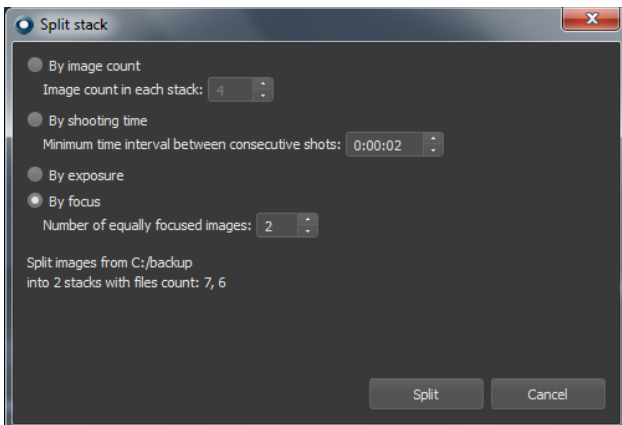 Split stack
By image count
Image count in each stack: 4
By shooting time
Minimum time interval between consecutive shots: 0:00:02
By exposure
By focus
Number of equally focused images: 2
Split images from C:/backup
into 2 stacks with files count: 7, 6
Split Cancel